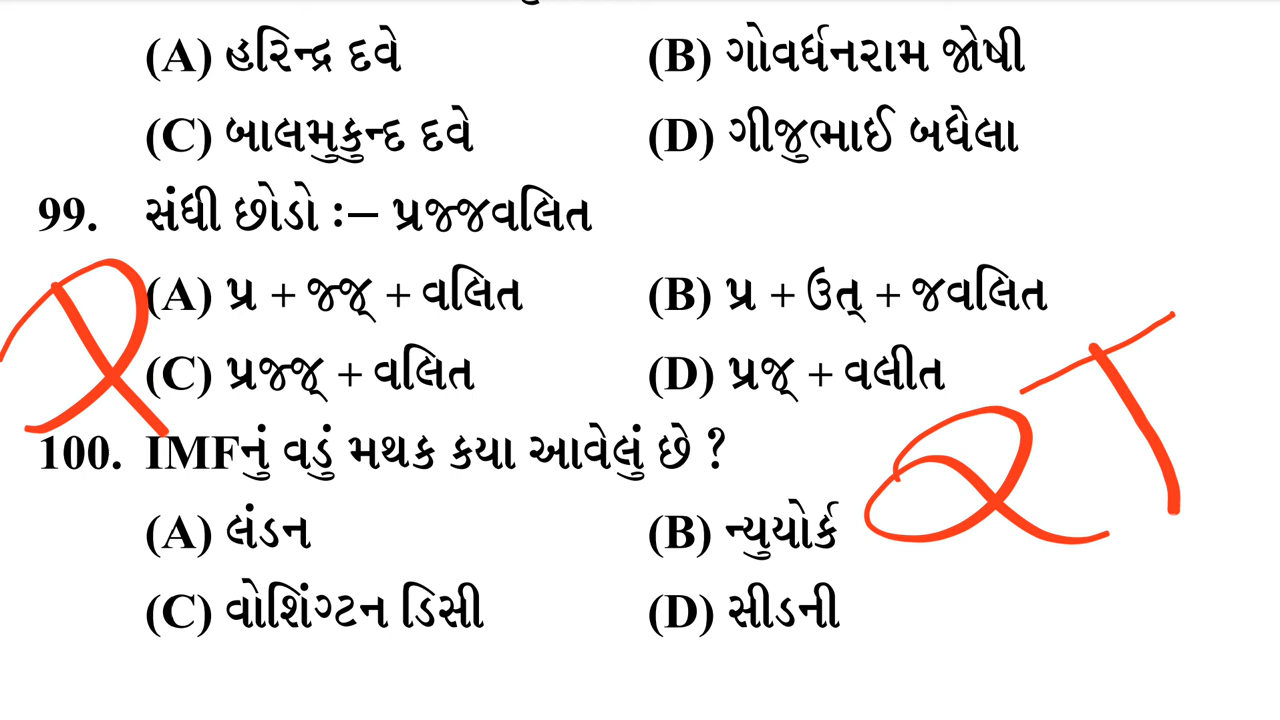 (A) હરિન્દ્ર દવે (B) ગોવર્ધનરામ જોષી
(C) બાલમુકુન્દ દવે (D) ગીજુભાઈ બધેલા
99. સંધી છોડો :– પ્રજ્જવલિત
(A) પ્ર + જ્જ્ + વલિત (B) પ્ર + ઉત્ + જવલિત
(C) પ્રજ્જ્ + વલિત (D) પ્રજ્ + વલીત
100. IMFનું વડું મથક કયા આવેલું છે ?
(A) લંડન (B) ન્યુયોર્ક
(C) વોશિંગ્ટન ડિસી (D) સીડની